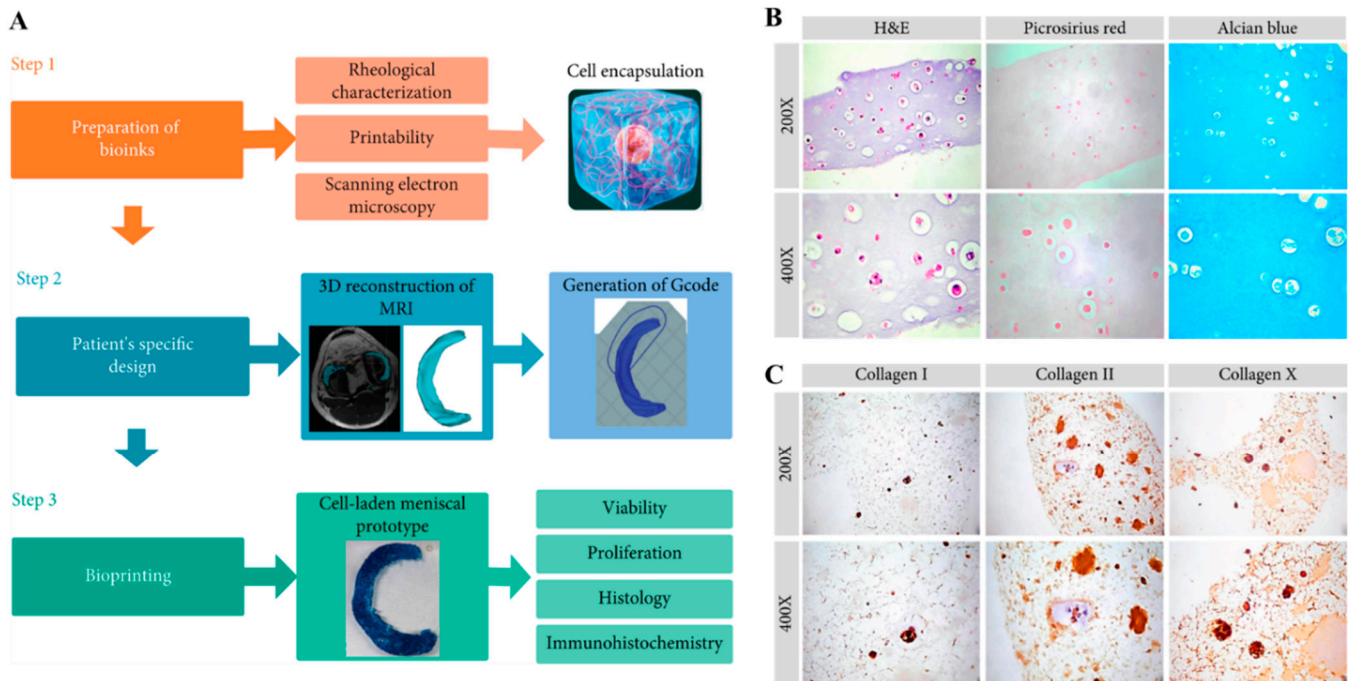 A
Step 1
Preparation of
bioinks
Rheological
characterization
Printability
Scanning electron
microscopy
Cell encapsulation
Step 2
Patient's specific
design
3D reconstruction of
MRI
Generation of Gcode
Step 3
Bioprinting
Cell-laden meniscal
prototype
Viability
Proliferation
Histology
Immunohistochemistry
B
H&E
Picrosirius red
Alcian blue
200X
400X
C
Collagen I
Collagen II
Collagen X
200X
400X